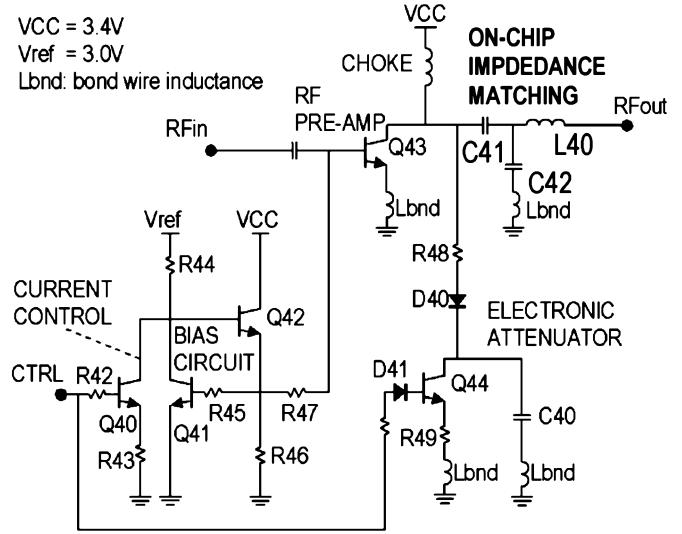 VCC = 3.4V
Vref = 3.0V
Lbnd: bond wire inductance
VCC
CHOKE
ON-CHIP
IMPDEDANCE
MATCHING
RF
PRE-AMP
RFin
Q43
C41
L40
RFout
C42
Lbnd
Lbnd
Vref
VCC
R44
R48
CURRENT
CONTROL
Q42
D40
BIAS
CIRCUIT
ELECTRONIC
ATTENUATOR
CTRL
R42
D41
Q44
Q40
Q41
R45
R47
R49
C40
R43
R46
Lbnd
Lbnd